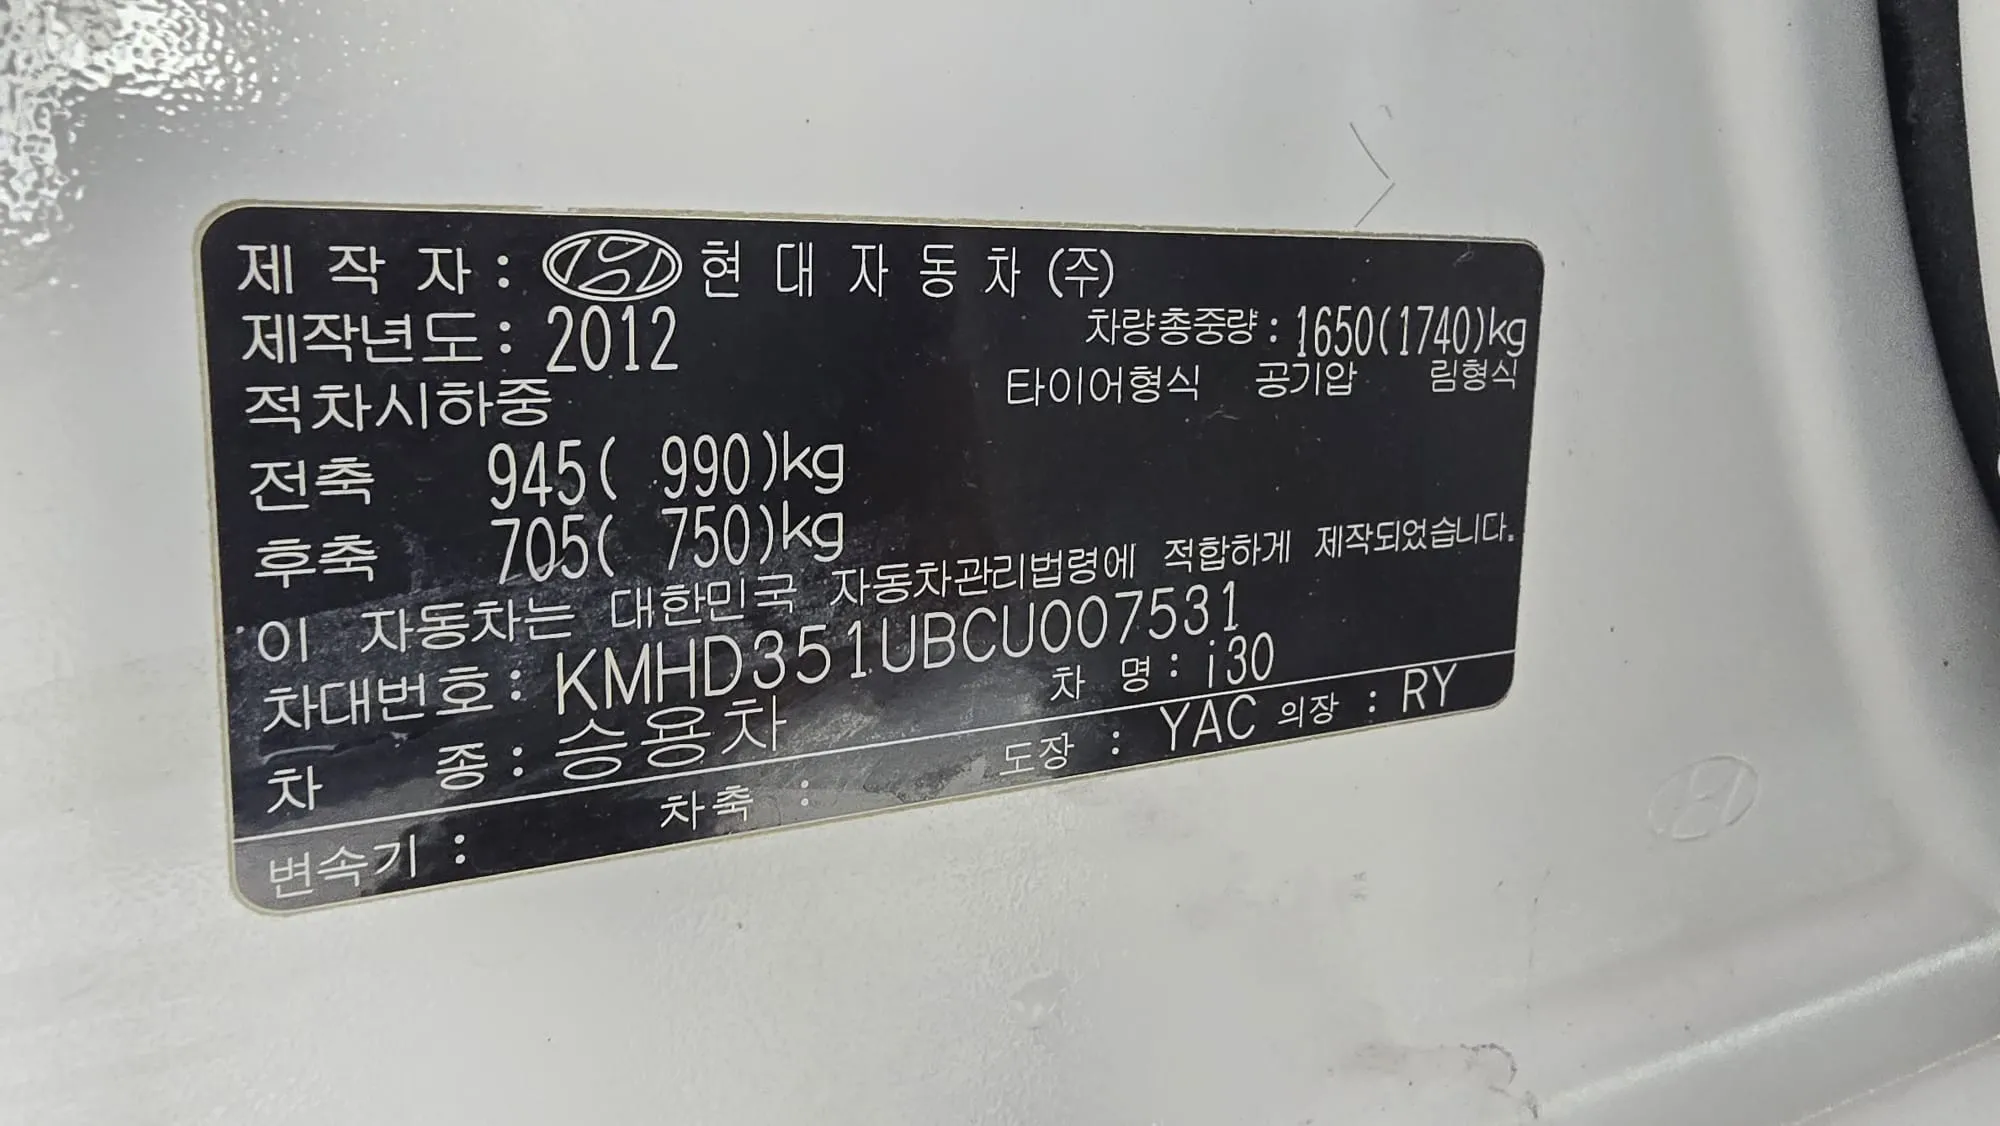 제 작 자 : 현 대 자 동 차 (주)
제작년도 : 2012 차량총중량 : 1650(1740)kg
적차시하중 타이어형식 공기압 림형식
전축 945( 990)kg
후축 705( 750)kg
이 자동차는 대한민국 자동차관리법령에 적합하게 제작되었습니다.
차대번호 : KMHD351UBCU007531
차 종 : 승용차 차 명 : i30
변속기 : 차축 : 도장 : YAC 의장 : RY